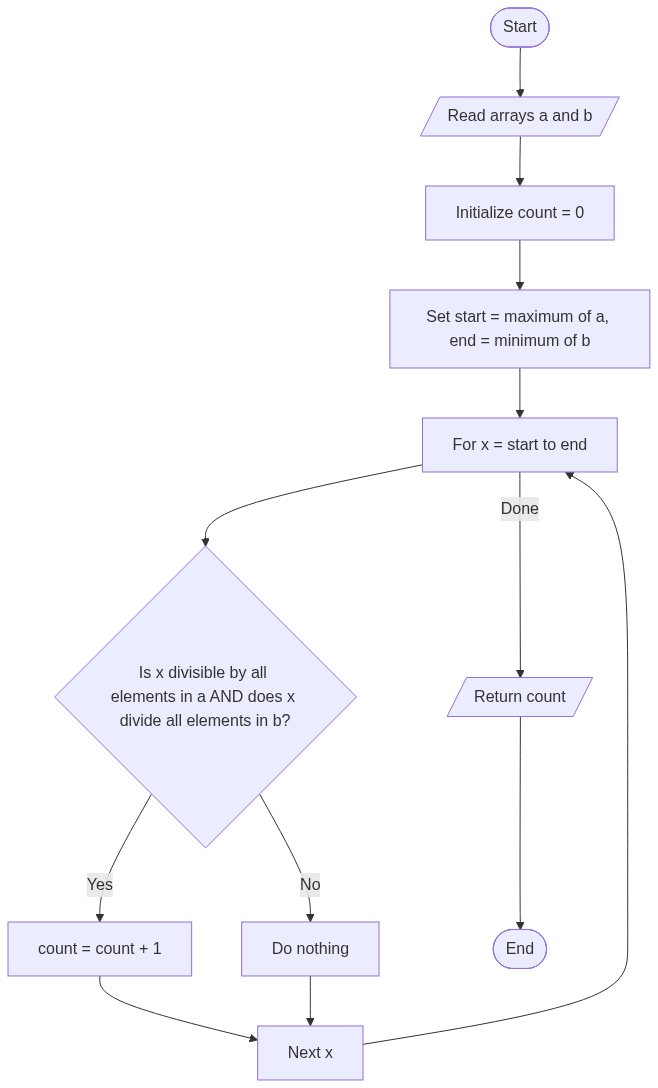 Start
Read arrays a and b
Initialize count = 0
Set start = maximum of a,
end = minimum of b
For x = start to end
Done
Is x divisible by all
elements in a AND does x
divide all elements in b?
Return count
Yes
No
count = count + 1
Do nothing
End
Next x